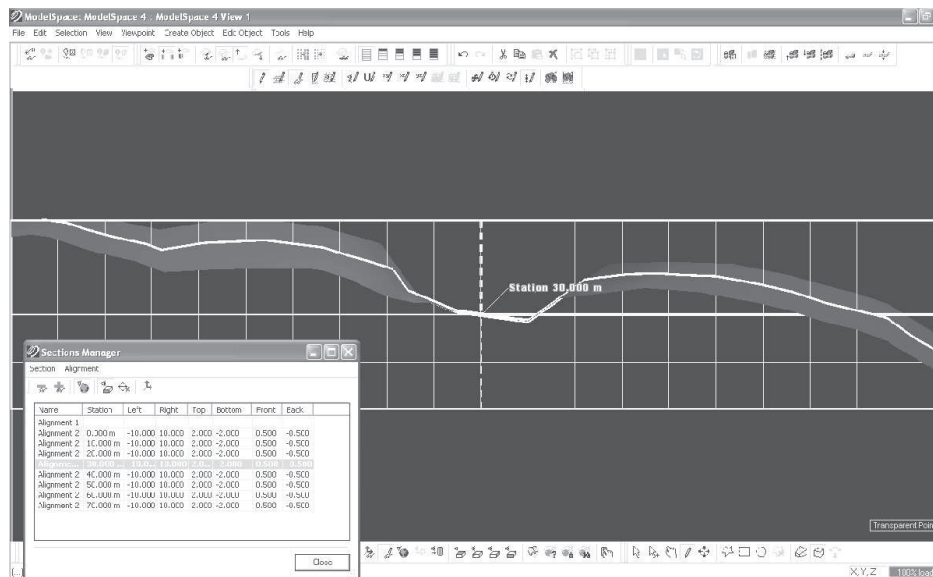 ModelSpace: ModelSpace 4 : ModelSpace 4 View 1
File Edit Selection View Viewpoint Create Object Edit Object Tools Help
Station 30,000 m
Sections Manager
Section Alignment
Name Station Left Right Top Bottom Front Back
Alignment 1
Alignment 2 0.000 m -10.000 10.000 2.000 -2.000 0.500 -0.500
Alignment 2 10.000 m -10.000 10.000 2.000 -2.000 0.500 -0.500
Alignment 2 20.000 m -10.000 10.000 2.000 -2.000 0.500 -0.500
Alignment 2 40.000 m -10.000 10.000 2.000 -2.000 0.500 -0.500
Alignment 2 50.000 m -10.000 10.000 2.000 -2.000 0.500 -0.500
Alignment 2 60.000 m -10.000 10.000 2.000 -2.000 0.500 -0.500
Alignment 2 70.000 m -10.000 10.000 2.000 -2.000 0.500 -0.500
Close
Transparent Poin
X,Y,Z 100% load